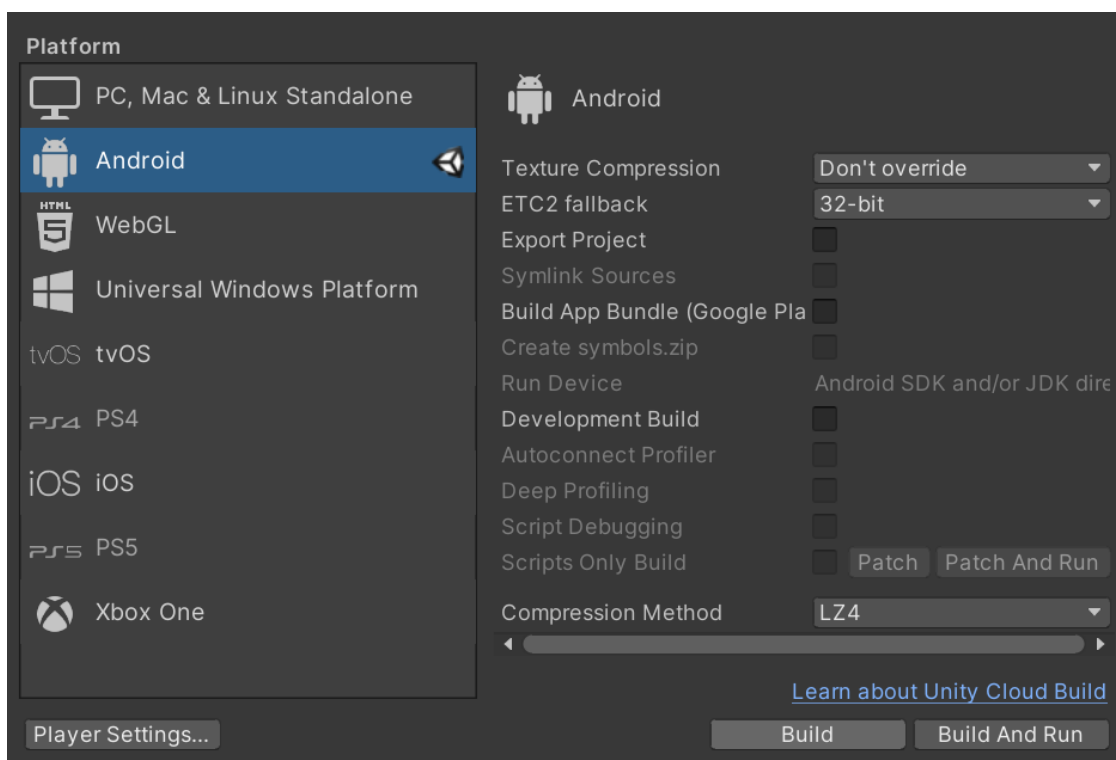 Platform
PC, Mac & Linux Standalone
Android
HTML
5
WebGL
Universal Windows Platform
tvOS tvOS
PS4 PS4
iOS iOS
PS5 PS5
Xbox One
Android
Texture Compression Don't override
ETC2 fallback 32-bit
Export Project
Symlink Sources
Build App Bundle (Google Pla
Create symbols.zip
Run Device Android SDK and/or JDK dire
Development Build
Autoconnect Profiler
Deep Profiling
Script Debugging
Scripts Only Build Patch Patch And Run
Compression Method LZ4
Learn about Unity Cloud Build
Player Settings... Build Build And Run